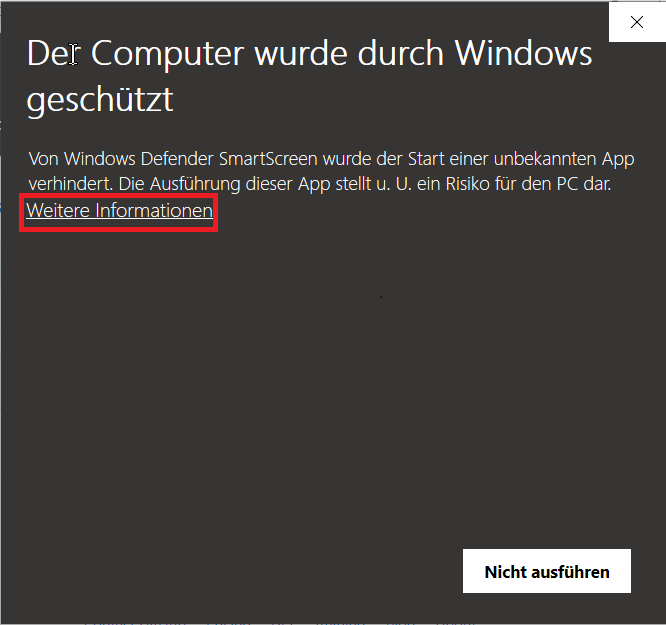 Der Computer wurde durch Windows
geschützt
Von Windows Defender SmartScreen wurde der Start einer unbekannten App
verhindert. Die Ausführung dieser App stellt u. U. ein Risiko für den PC dar.
Weitere Informationen
Nicht ausführen